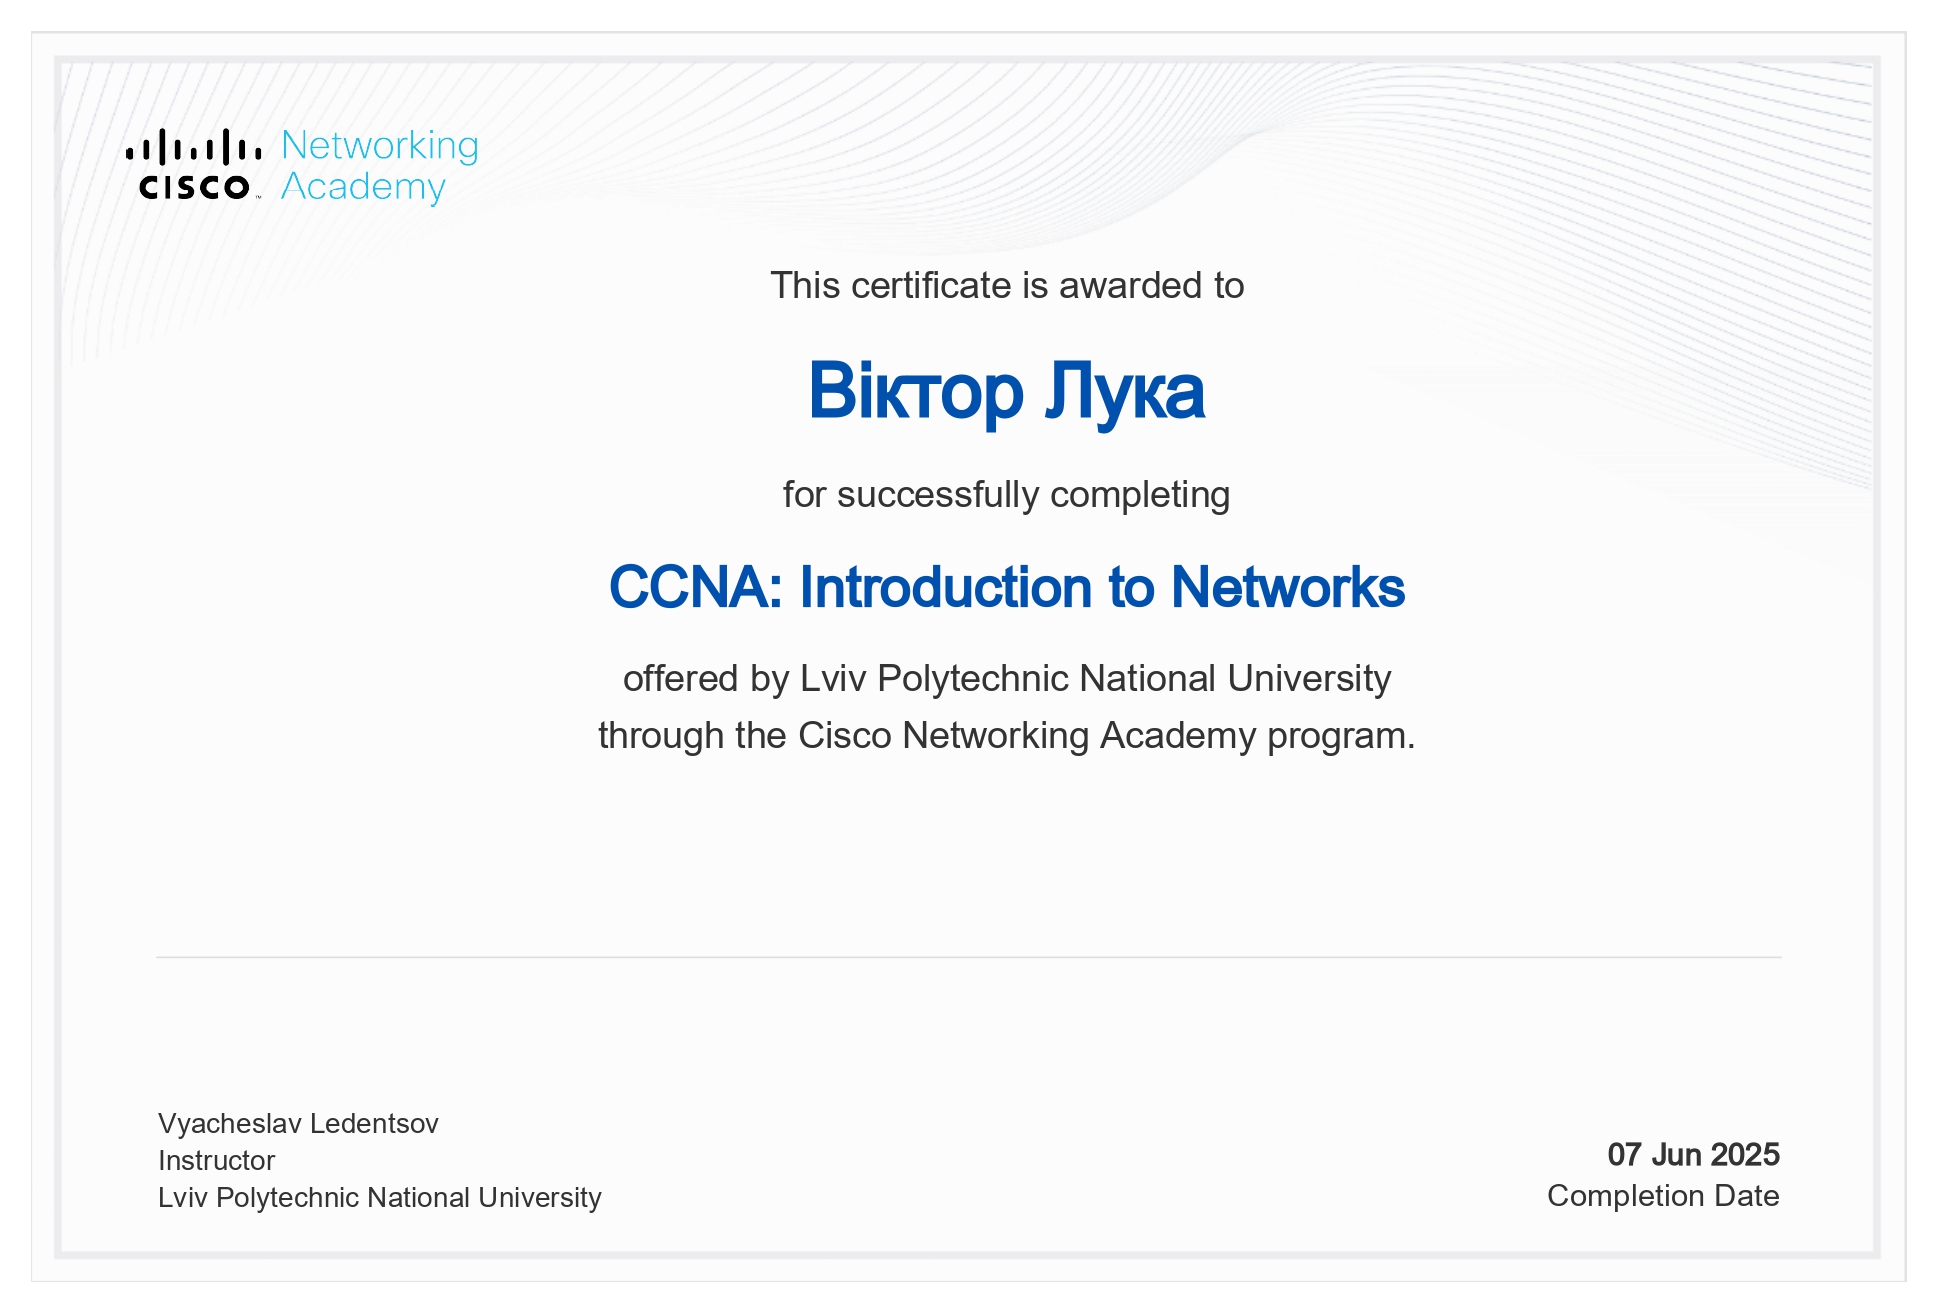 Networking
Academy
CISCO™
This certificate is awarded to
Віктор Лука
for successfully completing
CCNA: Introduction to Networks
offered by Lviv Polytechnic National University
through the Cisco Networking Academy program.
Vyacheslav Ledentsov
Instructor
Lviv Polytechnic National University
07 Jun 2025
Completion Date